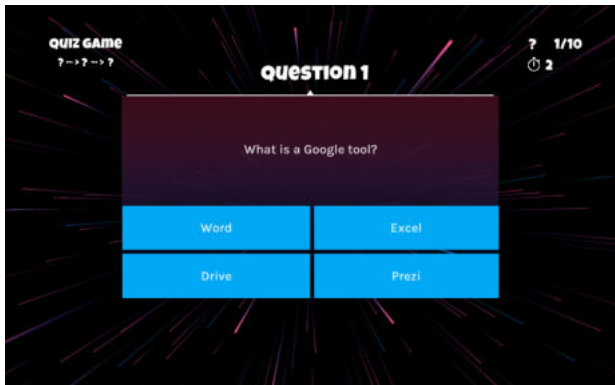 QUIZ GAME
? --> ? --> ?
? 1/10
2
QUESTION 1
What is a Google tool?
Word
Excel
Drive
Prezi